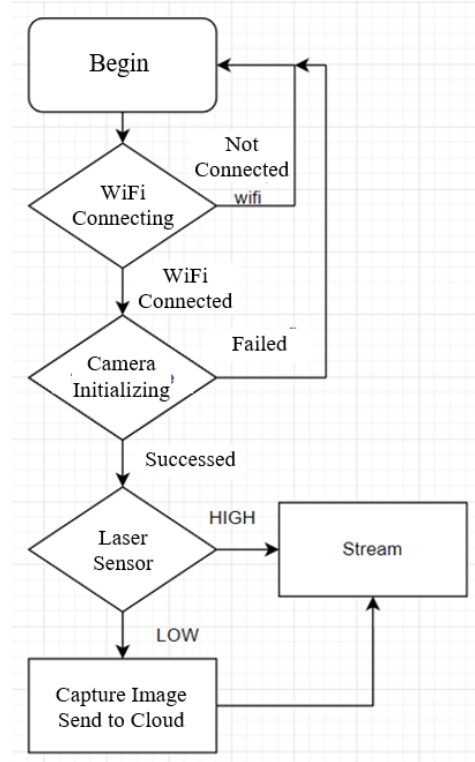 Begin
Not
Connected
wifi
WiFi
Connecting
WiFi
Connected
Failed
Camera
Initializing
Successed
HIGH
Laser
Sensor
Stream
LOW
Capture Image
Send to Cloud